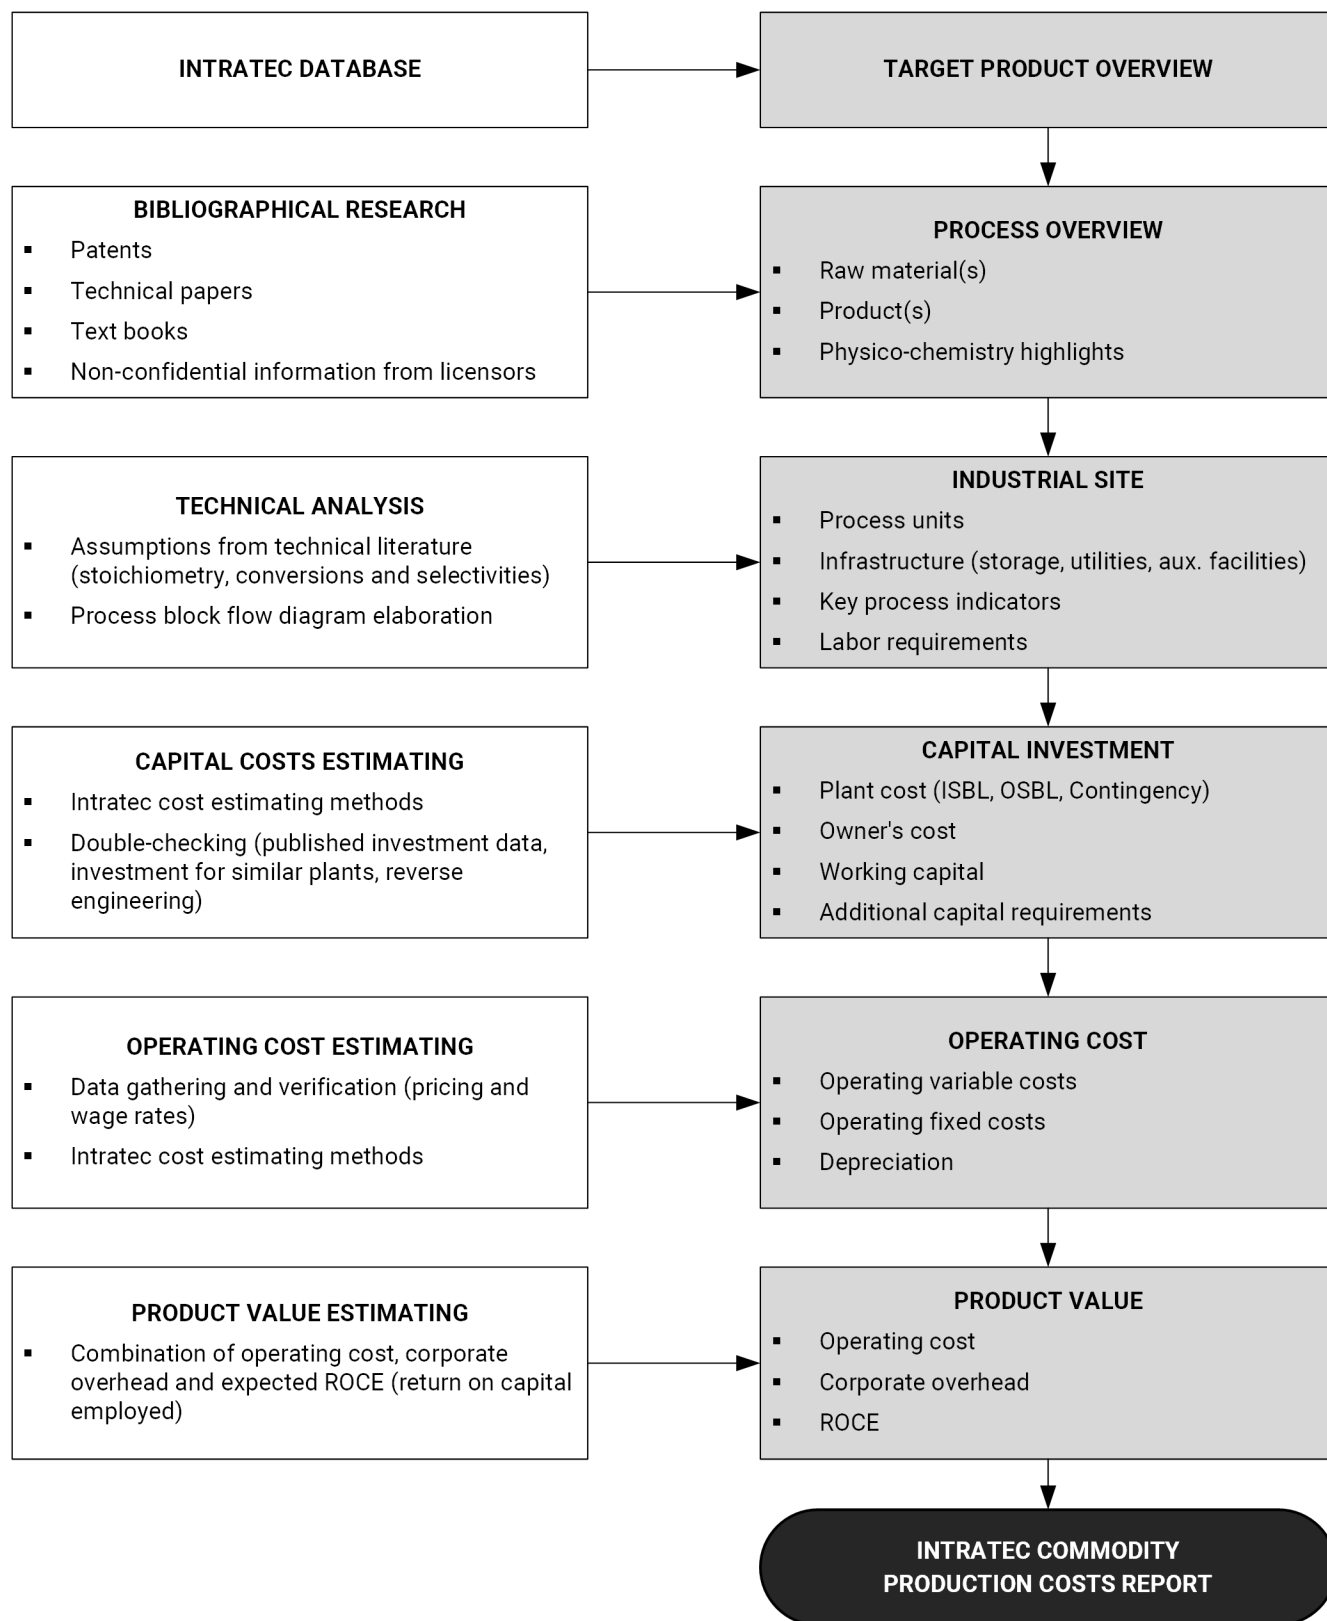 INTRATEC DATABASE
TARGET PRODUCT OVERVIEW
BIBLIOGRAPHICAL RESEARCH
▪ Patents
▪ Technical papers
▪ Text books
▪ Non-confidential information from licensors
PROCESS OVERVIEW
▪ Raw material(s)
▪ Product(s)
▪ Physico-chemistry highlights
TECHNICAL ANALYSIS
▪ Assumptions from technical literature
(stoichiometry, conversions and selectivities)
▪ Process block flow diagram elaboration
INDUSTRIAL SITE
▪ Process units
▪ Infrastructure (storage, utilities, aux. facilities)
▪ Key process indicators
▪ Labor requirements
CAPITAL COSTS ESTIMATING
▪ Intratec cost estimating methods
▪ Double-checking (published investment data,
investment for similar plants, reverse
engineering)
CAPITAL INVESTMENT
▪ Plant cost (ISBL, OSBL, Contingency)
▪ Owner's cost
▪ Working capital
▪ Additional capital requirements
OPERATING COST ESTIMATING
▪ Data gathering and verification (pricing and
wage rates)
▪ Intratec cost estimating methods
OPERATING COST
▪ Operating variable costs
▪ Operating fixed costs
▪ Depreciation
PRODUCT VALUE ESTIMATING
▪ Combination of operating cost, corporate
overhead and expected ROCE (return on capital
employed)
PRODUCT VALUE
▪ Operating cost
▪ Corporate overhead
▪ ROCE
INTRATEC COMMODITY
PRODUCTION COSTS REPORT